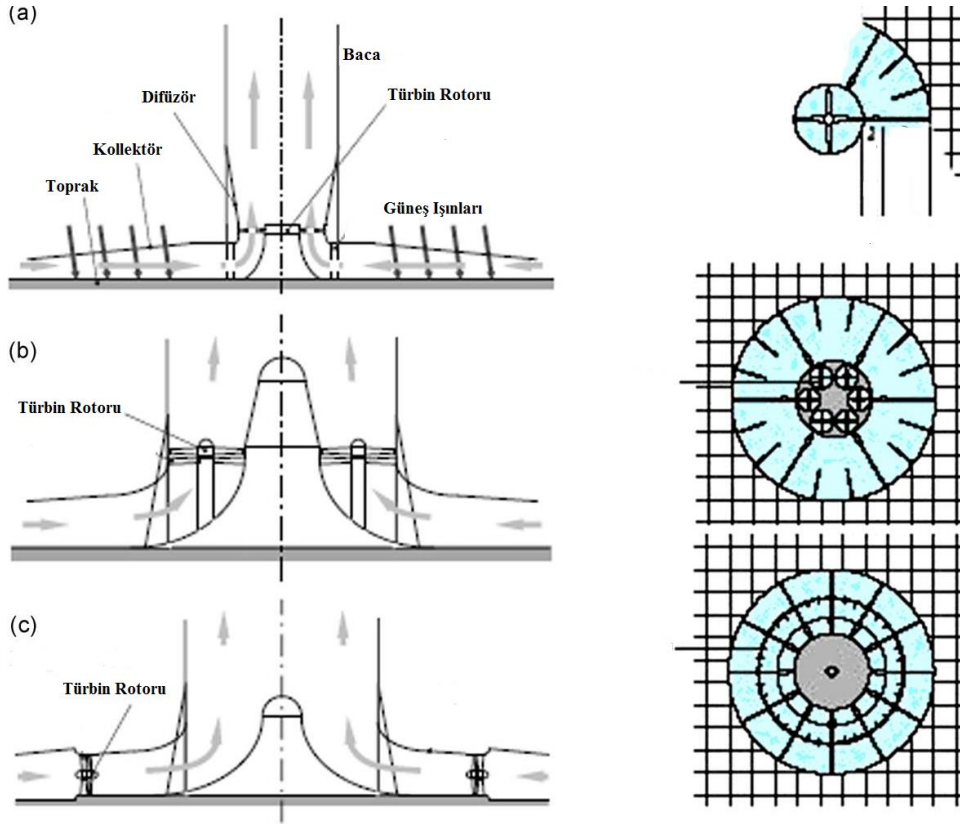 (a)
Baca
Difüzör
Türbin Rotoru
Kollektör
Toprak
Güneş Işınları
(b)
Türbin Rotoru
(c)
Türbin Rotoru